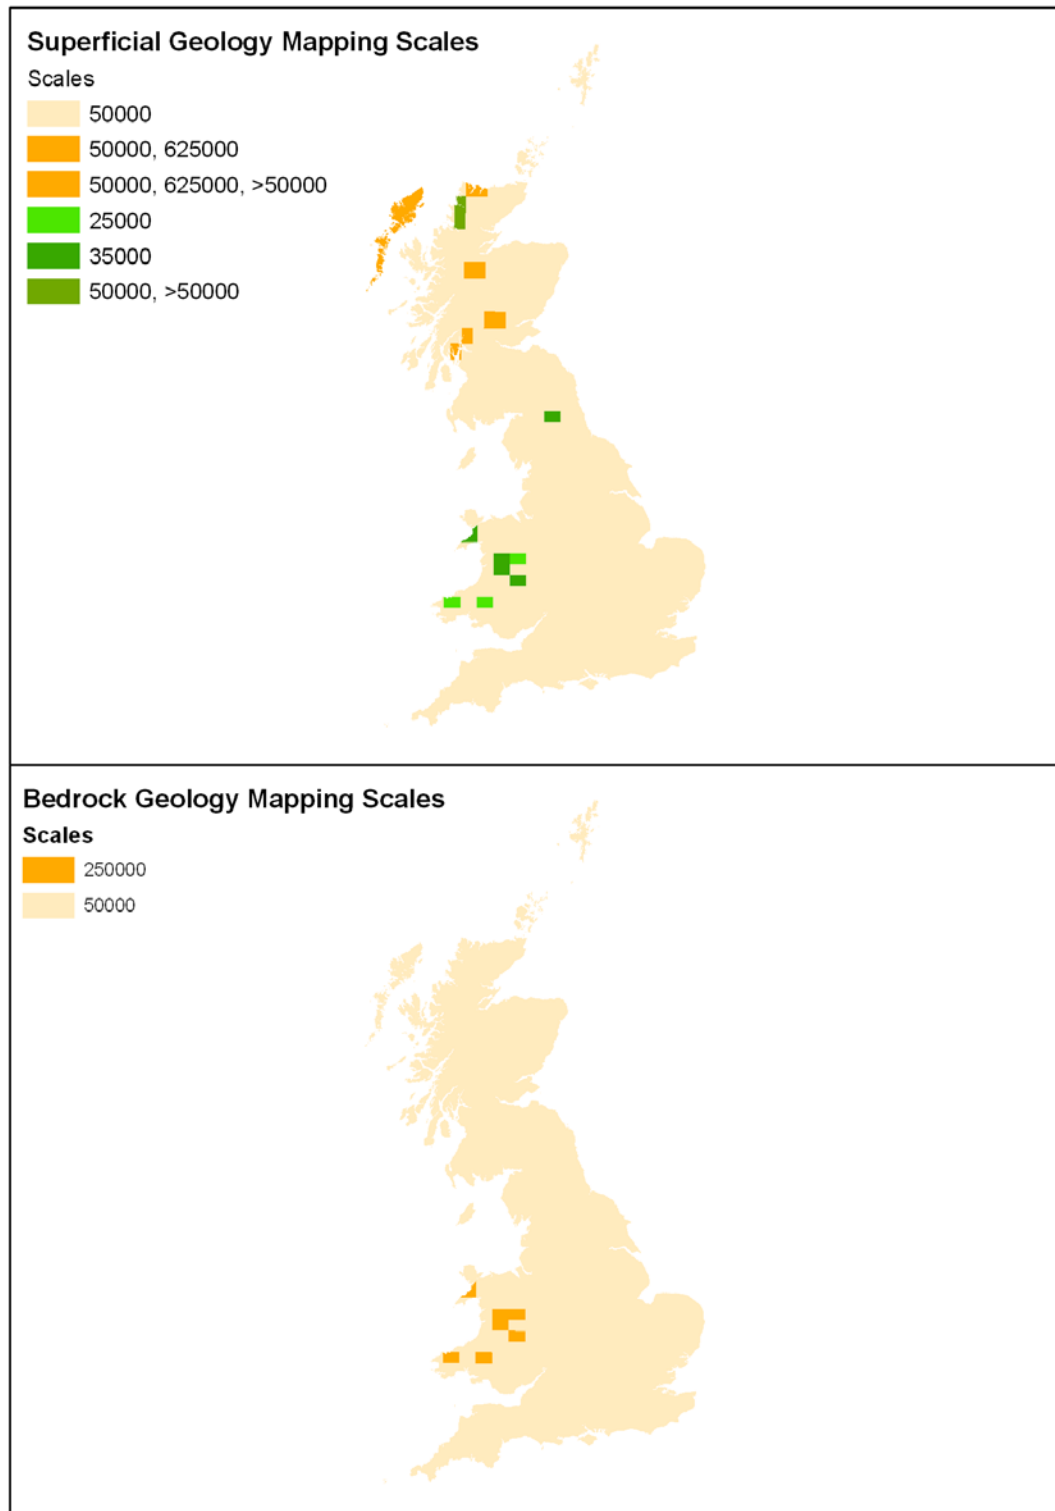 Superficial Geology Mapping Scales
Scales
50000
50000, 625000
50000, 625000, >50000
25000
35000
50000, >50000
Bedrock Geology Mapping Scales
Scales
250000
50000